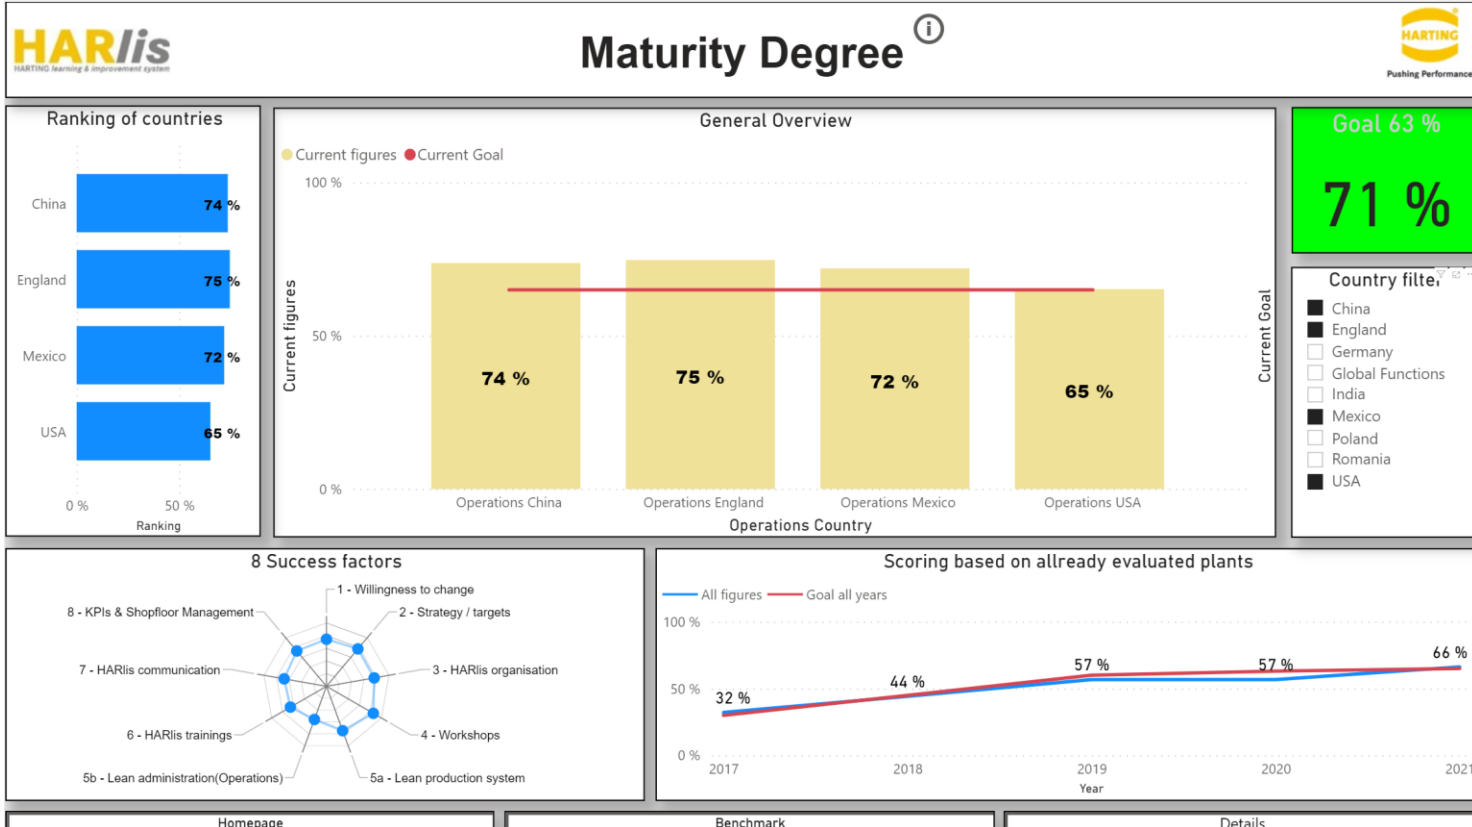 HARlis
HARTING learning & improvement system
Maturity Degree
i
HARTING
Pushing Performance
Ranking of countries
China
74 %
England
75 %
Mexico
72 %
USA
65 %
0 %
50 %
Ranking
General Overview
Current figures
Current Goal
100 %
50 %
0 %
Current figures
Current Goal
74 %
75 %
72 %
65 %
Operations China
Operations England
Operations Mexico
Operations USA
Operations Country
Goal 63 %
71 %
Country filter
China
England
Germany
Global Functions
India
Mexico
Poland
Romania
USA
8 Success factors
1 - Willingness to change
2 - Strategy / targets
3 - HARlis organisation
4 - Workshops
5a - Lean production system
5b - Lean administration(Operations)
6 - HARlis trainings
7 - HARlis communication
8 - KPIs & Shopfloor Management
Scoring based on allready evaluated plants
All figures
Goal all years
100 %
50 %
0 %
32 %
44 %
57 %
57 %
66 %
2017
2018
2019
2020
2021
Year
Homepage
Benchmark
Details